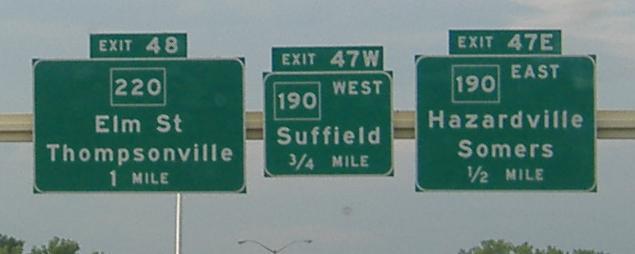 EXIT 48
220
Elm St
Thompsonville
1 MILE
EXIT 47W
190 WEST
Suffield
3/4 MILE
EXIT 47E
190 EAST
Hazardville
Somers
1/2 MILE